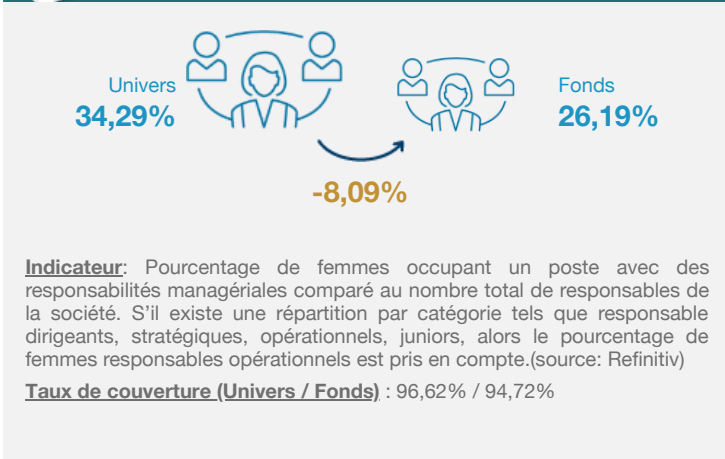 Univers
34,29%
Fonds
26,19%
-8,09%
Indicateur: Pourcentage de femmes occupant un poste avec des
responsabilités managériales comparé au nombre total de responsables de
la société. S’il existe une répartition par catégorie tels que responsable
dirigeants, stratégiques, opérationnels, juniors, alors le pourcentage de
femmes responsables opérationnels est pris en compte.(source: Refinitiv)
Taux de couverture (Univers / Fonds) : 96,62% / 94,72%